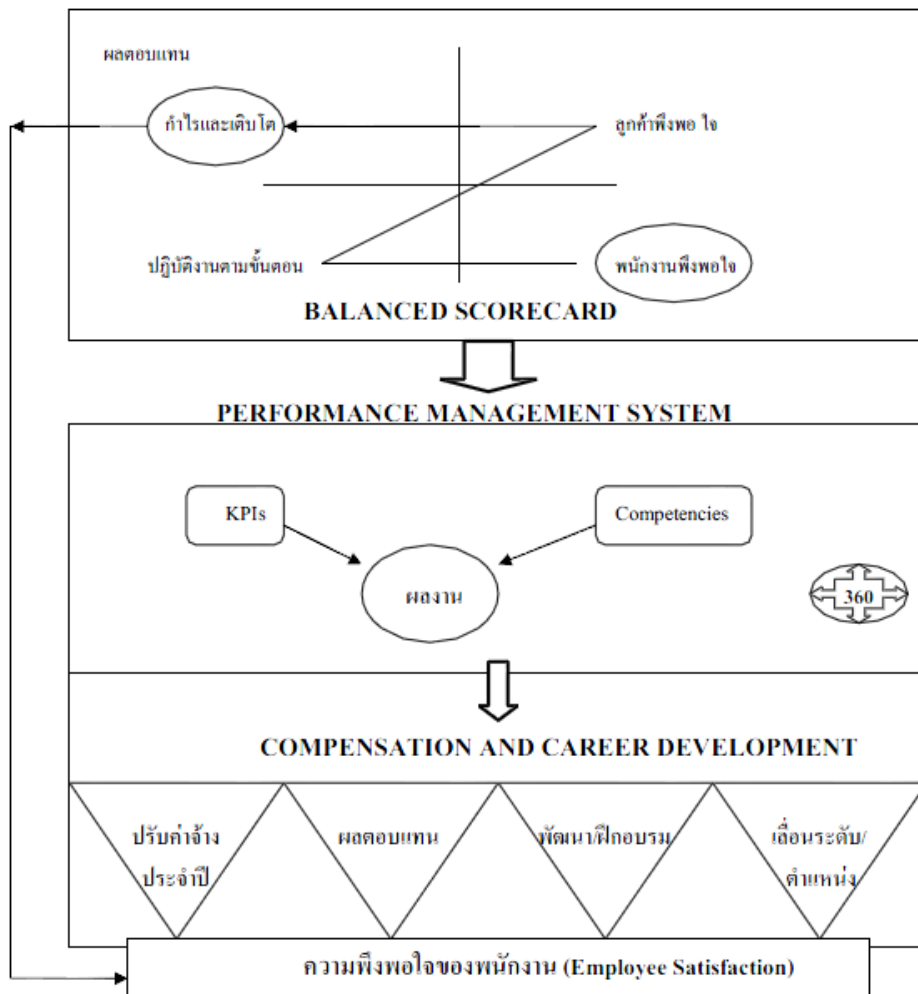 ผลตอบแทน
กำไรและเติบโต
ลูกค้าพึงพอ ใจ
ปฏิบัติงานตามขั้นตอน
พนักงานพึงพอใจ
BALANCED SCORECARD
PERFORMANCE MANAGEMENT SYSTEM
KPIs
Competencies
ผลงาน
360
COMPENSATION AND CAREER DEVELOPMENT
ปรับค่าจ้าง
ประจำปี
ผลตอบแทน
พัฒนา/ฝึกอบรม
เลื่อนระดับ/
ตำแหน่ง
ความพึงพอใจของพนักงาน (Employee Satisfaction)